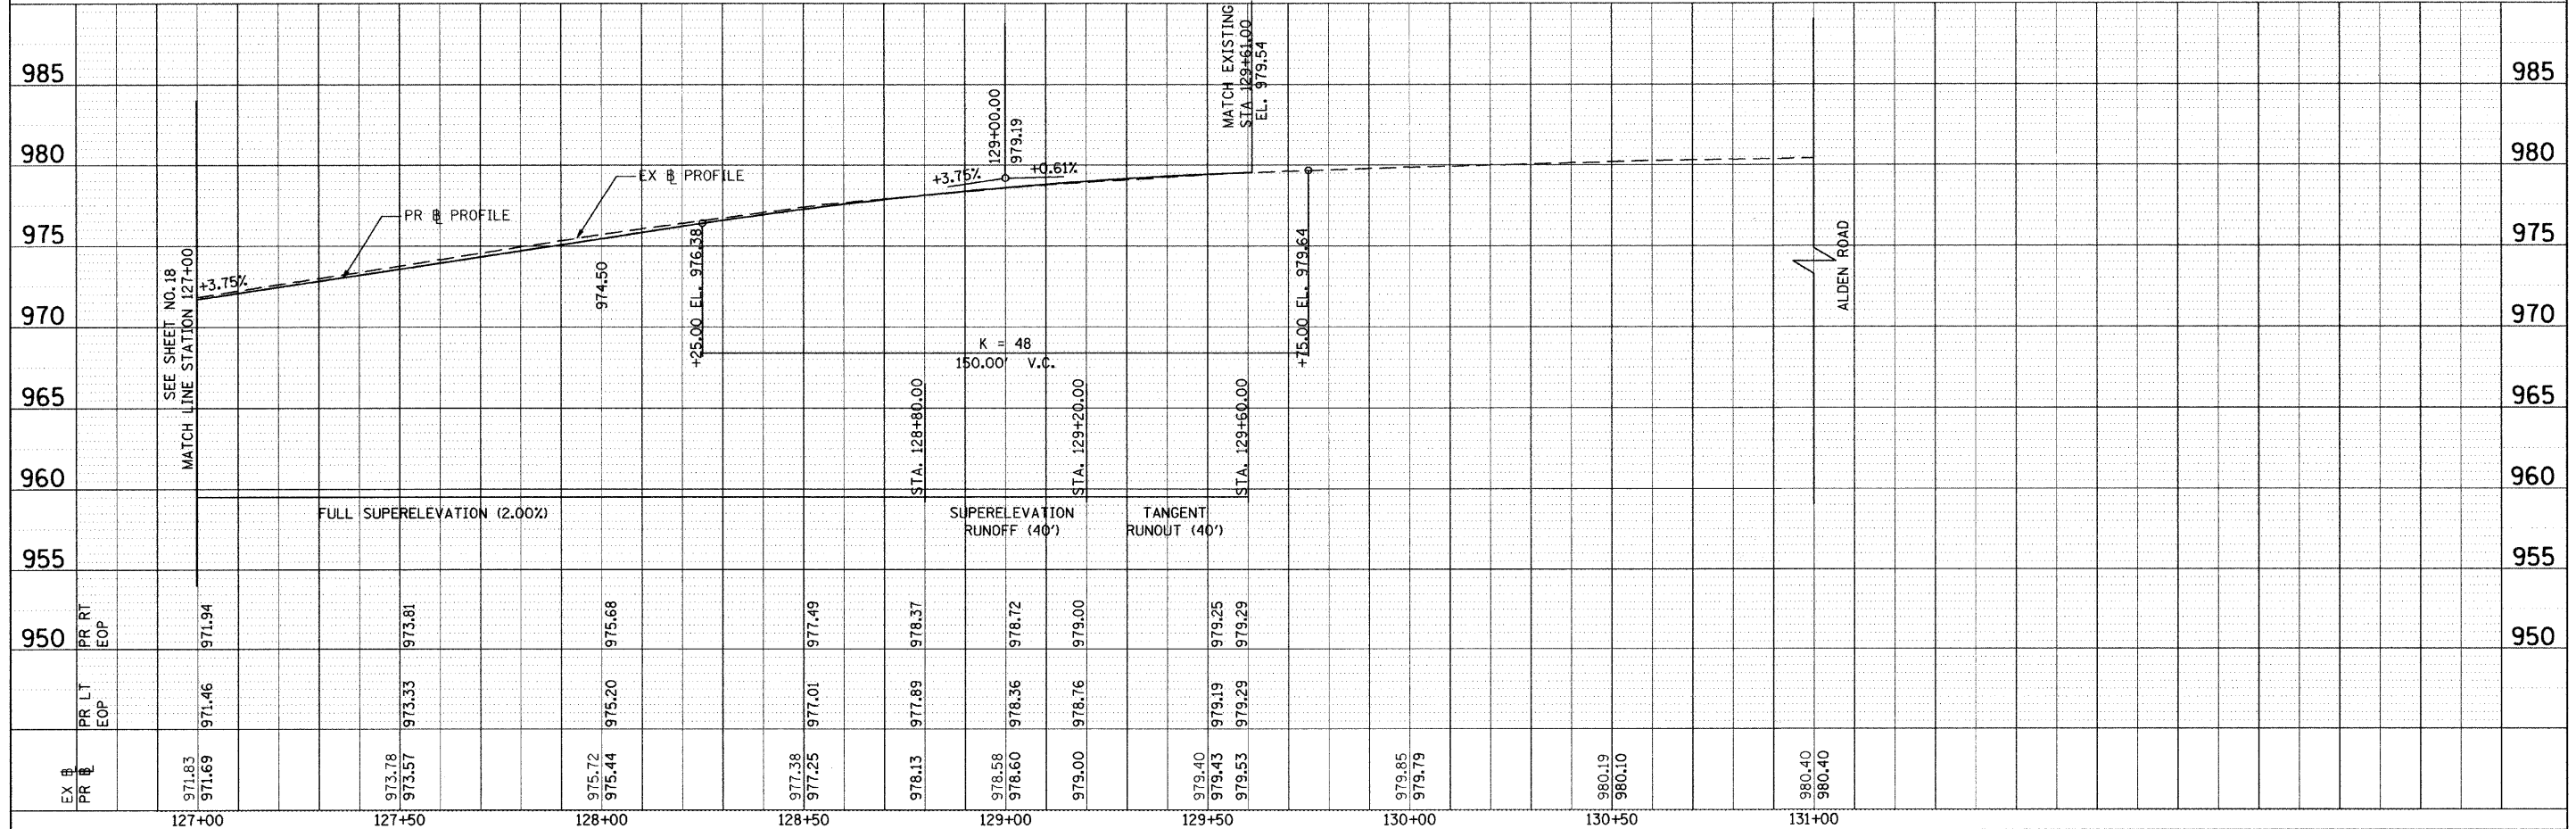 MATCH EXISTING
STA 129+61.00
EL. 979.54
985
985
129+00.00
979.19
980
980
+3.75%
+0.61%
EX ⅊ PROFILE
PR ⅊ PROFILE
975
975
ALDEN ROAD
SEE SHEET NO.18
MATCH LINE STATION 127+00
+3.75%
974.50
+25.00 EL. 976.38
+75.00 EL. 979.64
970
970
K = 48
150.00' V.C.
965
965
STA. 128+80.00
STA. 129+20.00
STA. 129+60.00
960
960
FULL SUPERELEVATION (2.00%)
SUPERELEVATION
RUNOFF (40')
TANGENT
RUNOUT (40')
955
955
950
950
PR RT
EOP
971.94
973.81
975.68
977.49
978.37
978.72
979.00
979.25
979.29
PR LT
EOP
971.46
973.33
975.20
977.01
977.89
978.36
978.76
979.19
979.29
EX ⅊
PR ⅊
971.83
971.69
973.78
973.57
975.72
975.44
977.38
977.25
978.13
978.58
978.60
979.00
979.40
979.43
979.53
979.85
979.79
980.19
980.10
980.40
980.40
127+00
127+50
128+00
128+50
129+00
129+50
130+00
130+50
131+00